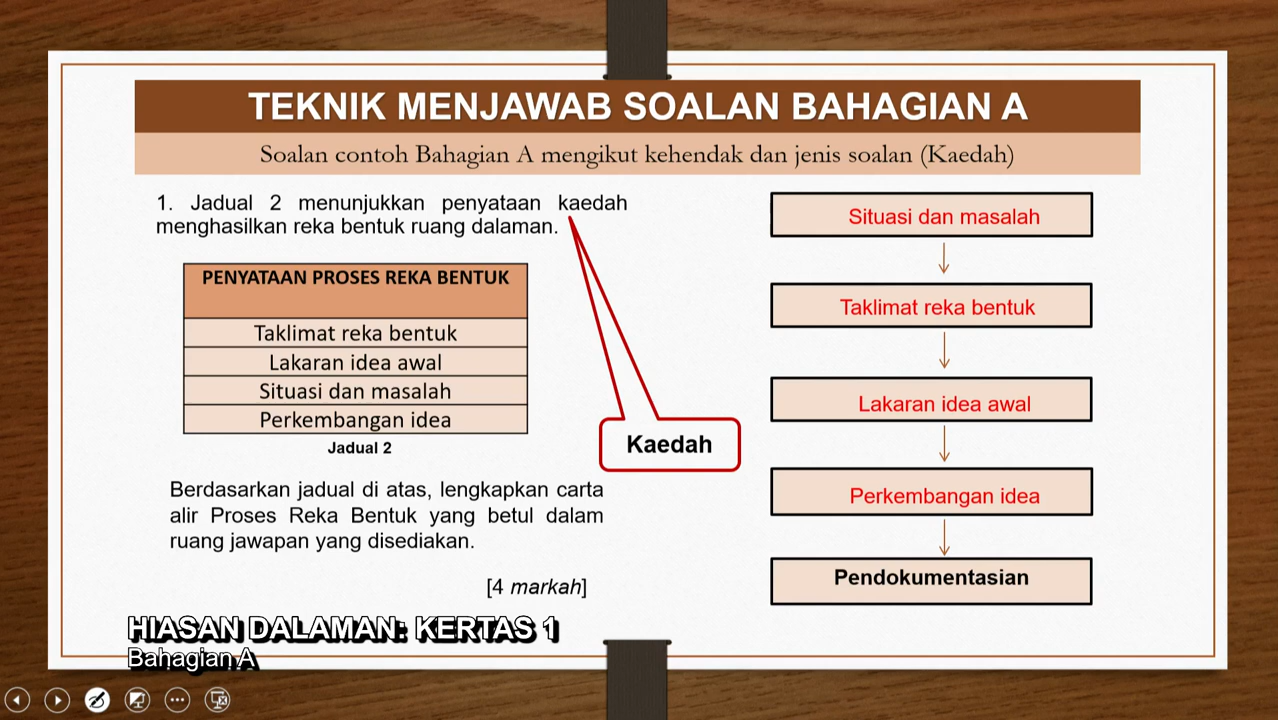 TEKNIK MENJAWAB SOALAN BAHAGIAN A
Soalan contoh Bahagian A mengikut kehendak dan jenis soalan (Kaedah)
1. Jadual 2 menunjukkan penyataan kaedah
menghasilkan reka bentuk ruang dalaman.
PENYATAAN PROSES REKA BENTUK
Taklimat reka bentuk
Lakaran idea awal
Situasi dan masalah
Perkembangan idea
Jadual 2
Kaedah
Berdasarkan jadual di atas, lengkapkan carta
alir Proses Reka Bentuk yang betul dalam
ruang jawapan yang disediakan.
[4 markah]
Situasi dan masalah
Taklimat reka bentuk
Lakaran idea awal
Perkembangan idea
Pendokumentasian
HIASAN DALAMAN: KERTAS 1
Bahagian A